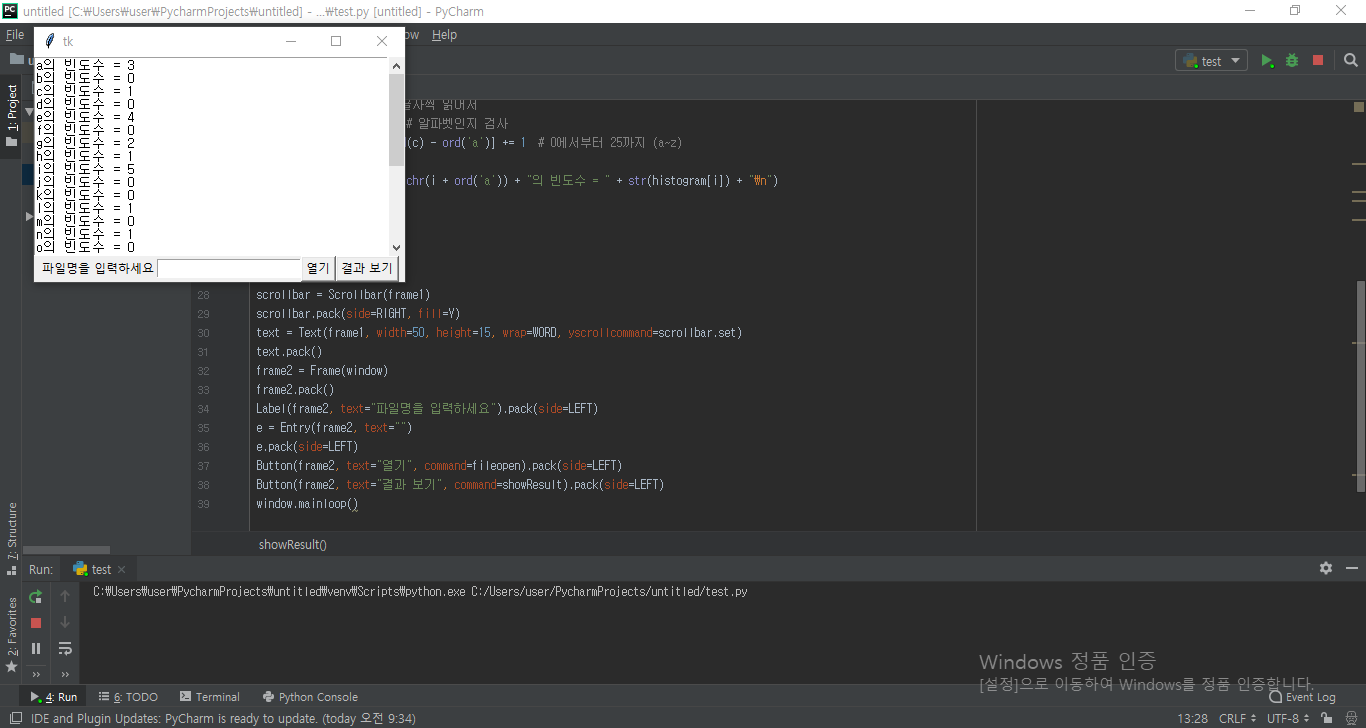 untitled [C:₩Users₩user₩PycharmProjects₩untitled] - ...₩test.py [untitled] - PyCharm
File
ow Help
tk
test
1: Project
a의 빈도수 = 3
b의 빈도수 = 0
c의 빈도수 = 1
d의 빈도수 = 0
e의 빈도수 = 4
f의 빈도수 = 0
g의 빈도수 = 2
h의 빈도수 = 1
i의 빈도수 = 5
j의 빈도수 = 0
k의 빈도수 = 0
l의 빈도수 = 1
m의 빈도수 = 0
n의 빈도수 = 1
o의 빈도수 = 0
파일명을 입력하세요 열기 결과 보기
글자씩 읽어서
# 알파벳인지 검사
(c) - ord('a')] += 1 # 0에서부터 25까지 (a~z)
chr(i + ord('a')) + "의 빈도수 = " + str(histogram[i]) + "₩n")
28 scrollbar = Scrollbar(frame1)
29 scrollbar.pack(side=RIGHT, fill=Y)
30 text = Text(frame1, width=50, height=15, wrap=WORD, yscrollcommand=scrollbar.set)
31 text.pack()
32 frame2 = Frame(window)
33 frame2.pack()
34 Label(frame2, text="파일명을 입력하세요").pack(side=LEFT)
35 e = Entry(frame2, text="")
36 e.pack(side=LEFT)
37 Button(frame2, text="열기", command=fileopen).pack(side=LEFT)
38 Button(frame2, text="결과 보기", command=showResult).pack(side=LEFT)
39 window.mainloop()
showResult()
7: Structure
2: Favorites
Run: test
C:₩Users₩user₩PycharmProjects₩untitled₩venv₩Scripts₩python.exe C:/Users/user/PycharmProjects/untitled/test.py
Windows 정품 인증
[설정]으로 이동하여 Windows를 정품 인증합니다.
4: Run 6: TODO Terminal Python Console Event Log
IDE and Plugin Updates: PyCharm is ready to update. (today 오전 9:34) 13:28 CRLF UTF-8